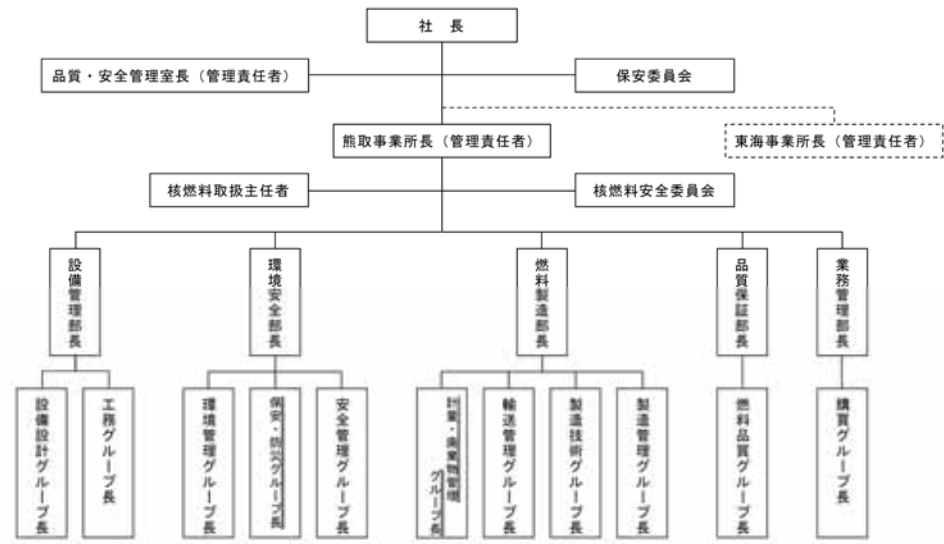 社　長
品質・安全管理室長（管理責任者）
保安委員会
熊取事業所長（管理責任者）
東海事業所長（管理責任者）
核燃料取扱主任者
核燃料安全委員会
設備管理部長
環境安全部長
燃料製造部長
品質保証部長
業務管理部長
設備設計グループ長
工務グループ長
環境管理グループ長
保安・防災グループ長
安全管理グループ長
計量・廃棄物管理
グループ長
輸送管理グループ長
製造技術グループ長
製造管理グループ長
燃料品質グループ長
購買グループ長